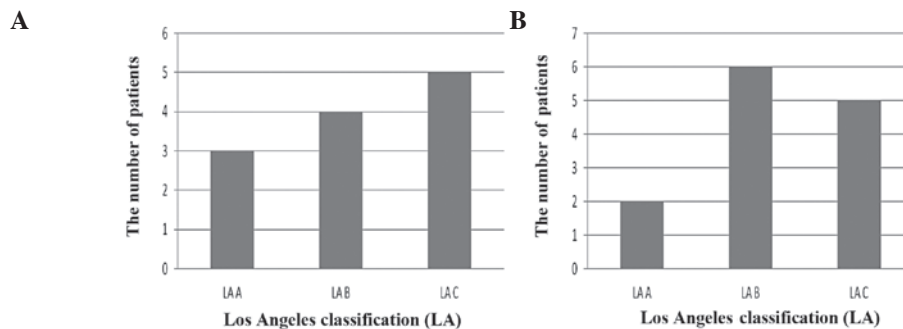 A
The number of patients
6
5
4
3
2
1
0
LAA LAB LAC
Los Angeles classification (LA)
B
The number of patients
7
6
5
4
3
2
1
0
LAA LAB LAC
Los Angeles classification (LA)